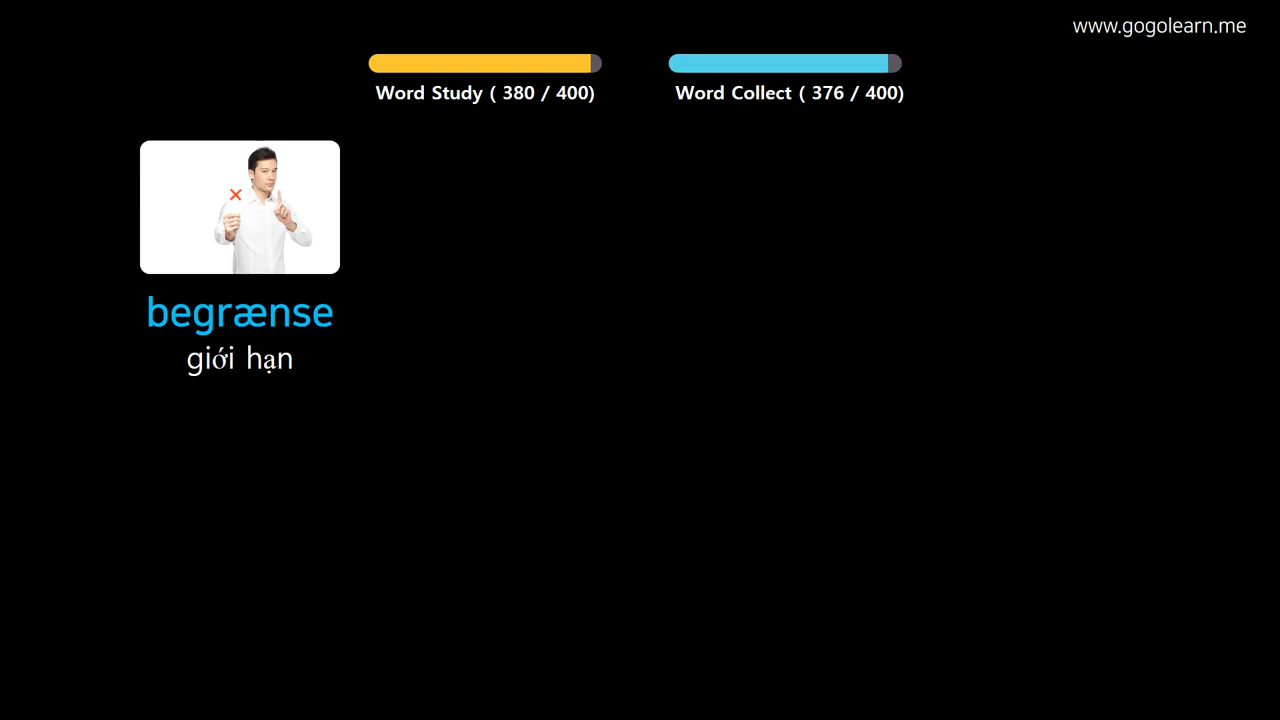 www.gogolearn.me
Word Study ( 380 / 400)
Word Collect ( 376 / 400)
begrænse
giới hạn